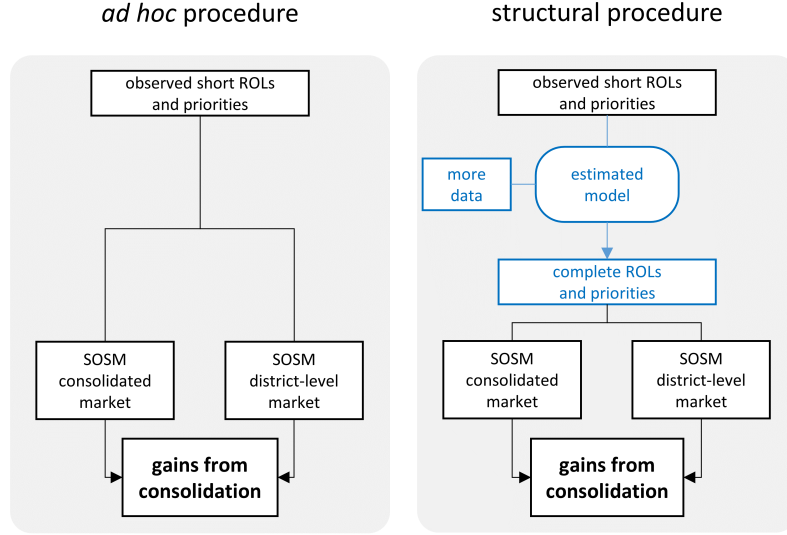 ad hoc procedure
observed short ROLs
and priorities
SOSM
consolidated
market
SOSM
district-level
market
gains from
consolidation
structural procedure
observed short ROLs
and priorities
more
data
estimated
model
complete ROLs
and priorities
SOSM
consolidated
market
SOSM
district-level
market
gains from
consolidation